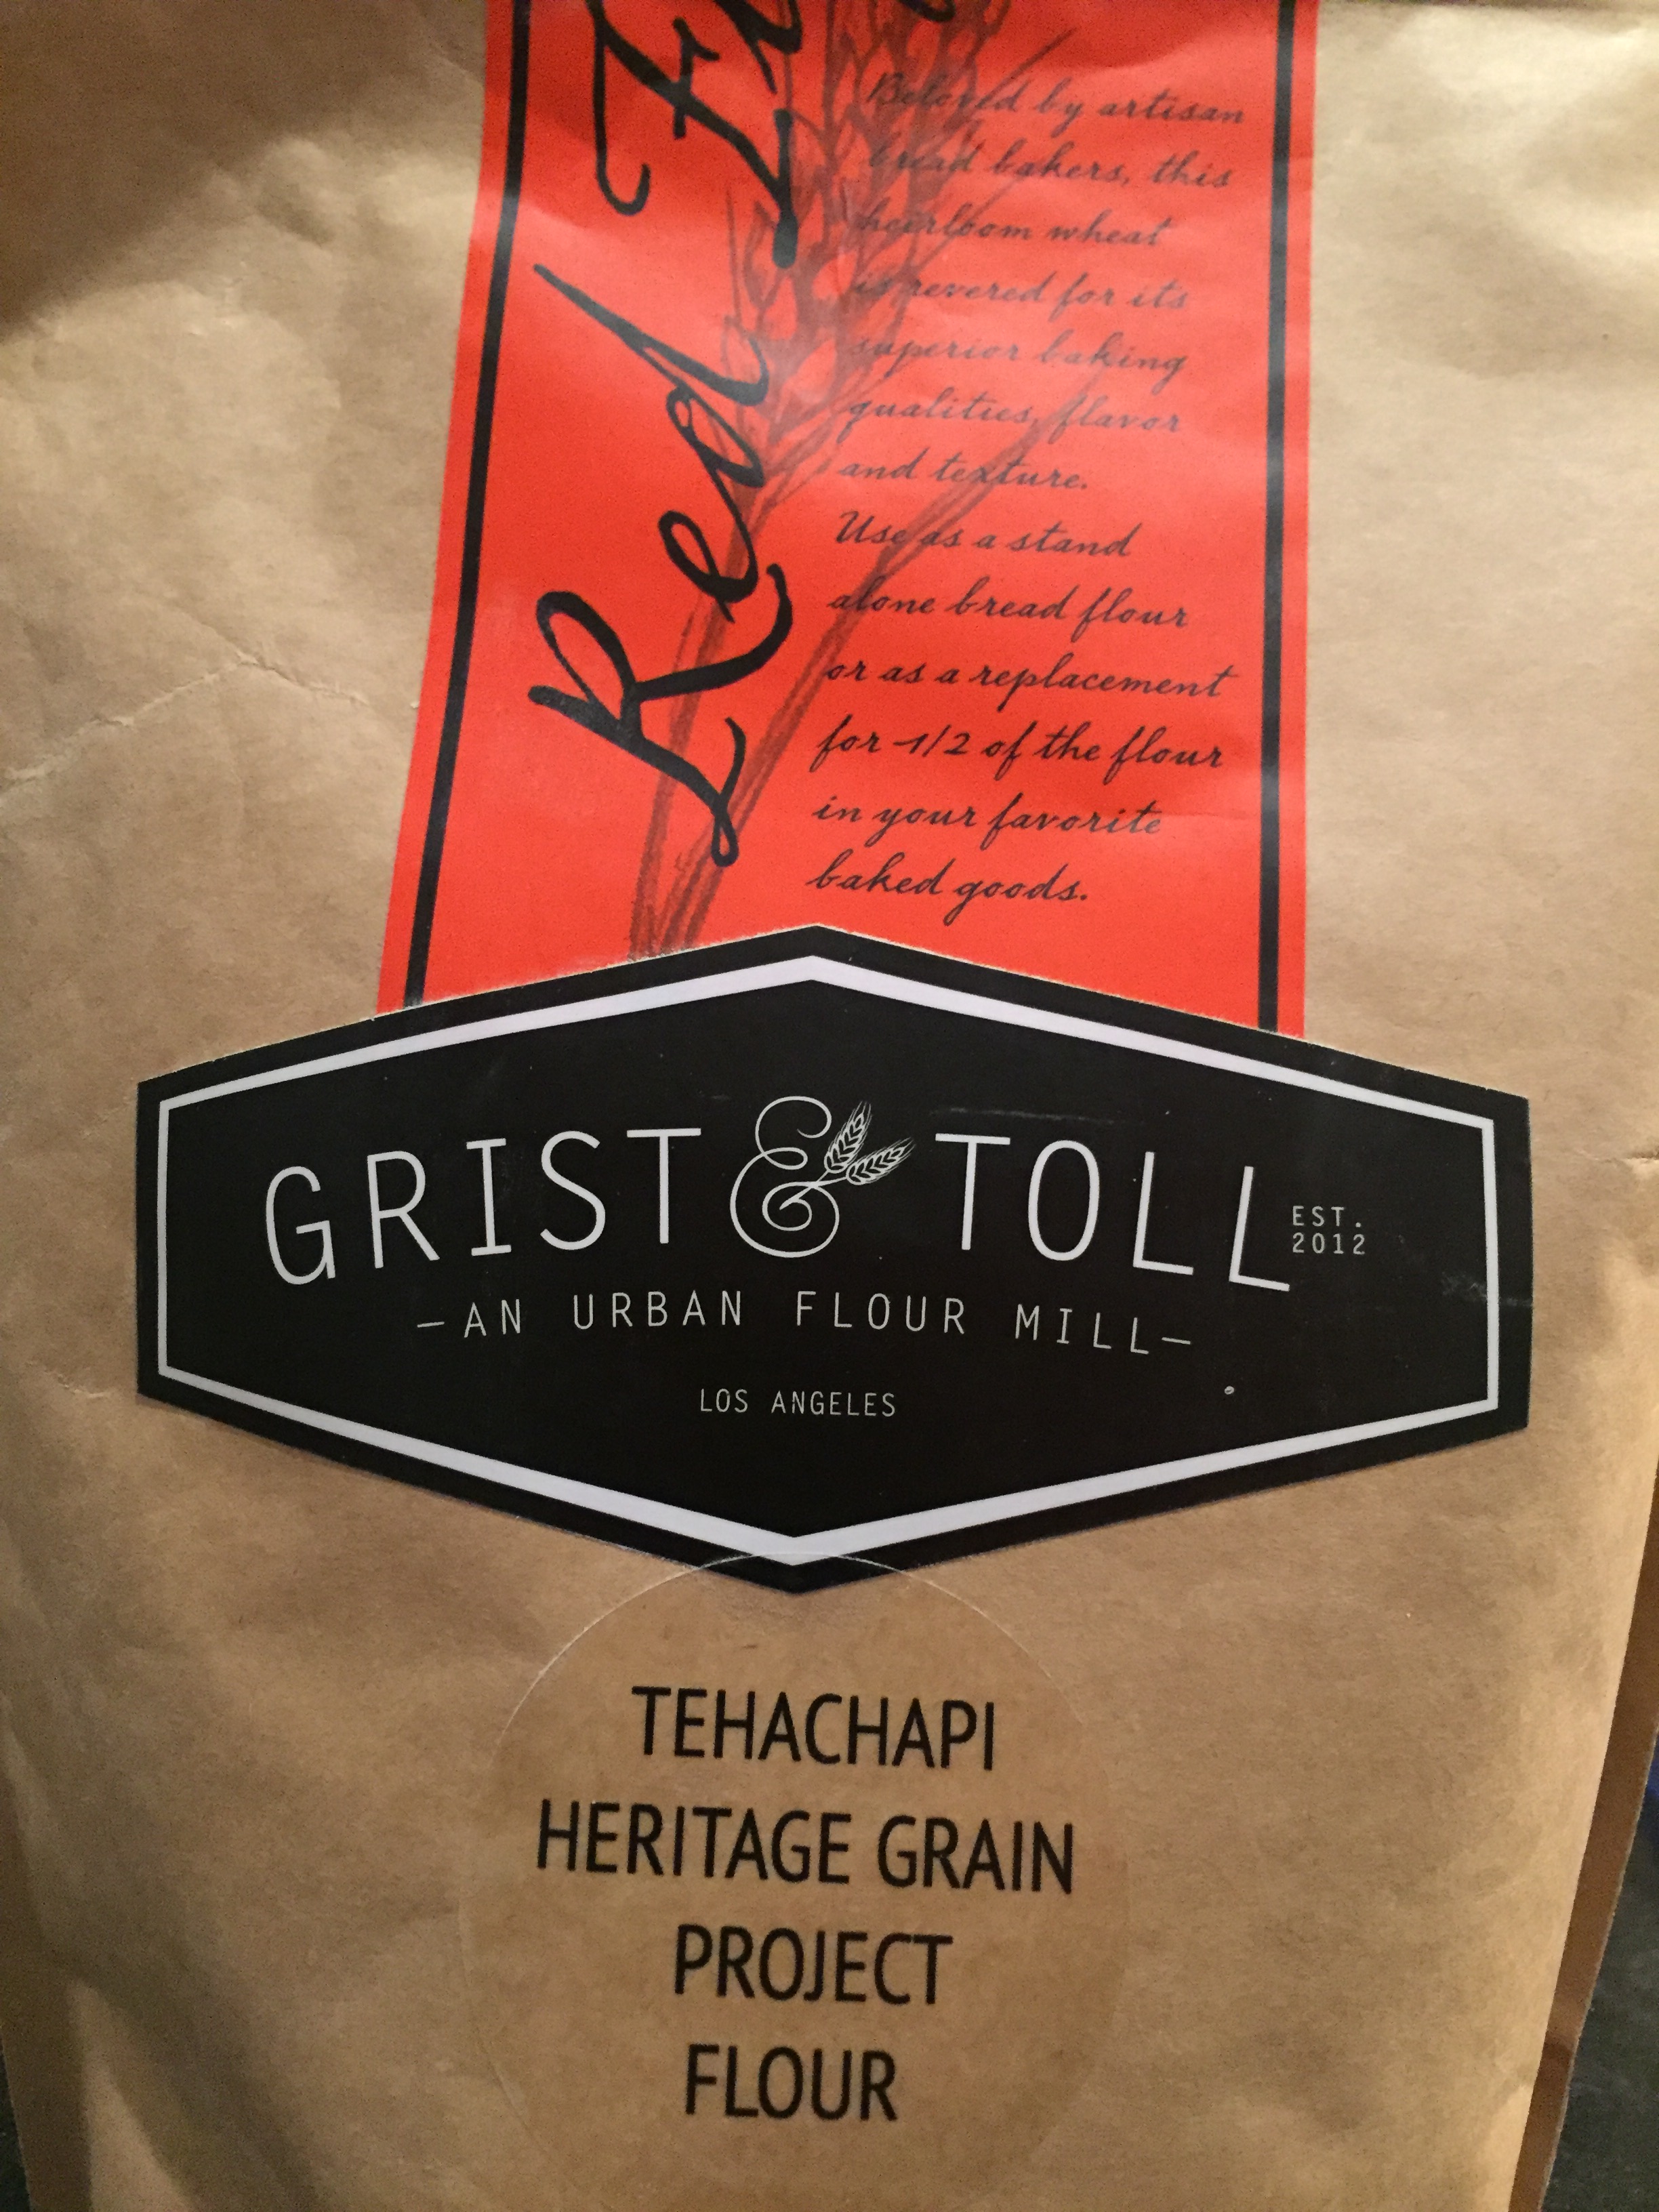 Red
Beloved by artisan
bread bakers, this
heirloom wheat
is revered for its
superior baking
qualities, flavor
and texture.
Use as a stand
alone bread flour
or as a replacement
for 1/2 of the flour
in your favorite
baked goods.
GRIST & TOLL
EST.
2012
—AN URBAN FLOUR MILL—
LOS ANGELES
TEHACHAPI
HERITAGE GRAIN
PROJECT
FLOUR